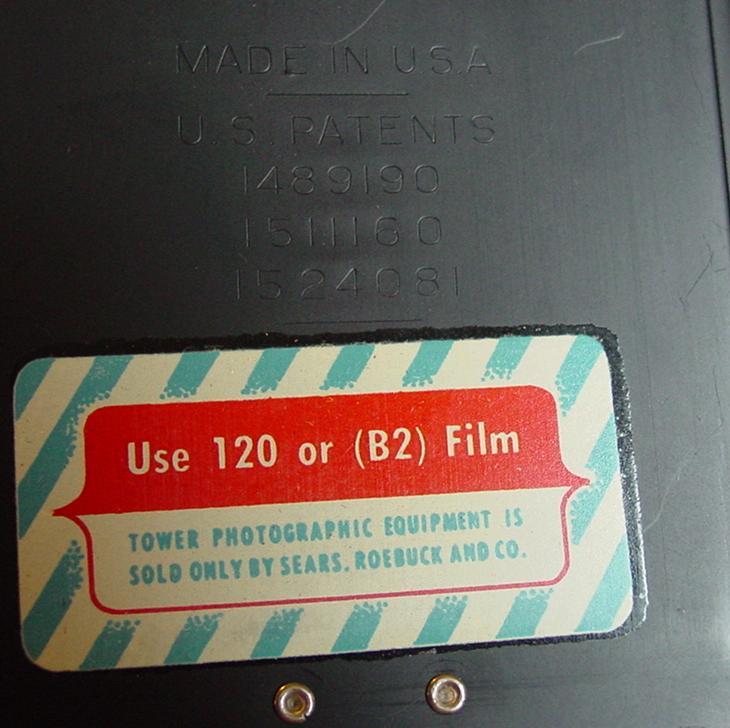 MADE IN U.S.A
U.S. PATENTS
1489190
1511160
1524081
Use 120 or (B2) Film
TOWER PHOTOGRAPHIC EQUIPMENT IS
SOLD ONLY BY SEARS, ROEBUCK AND CO.